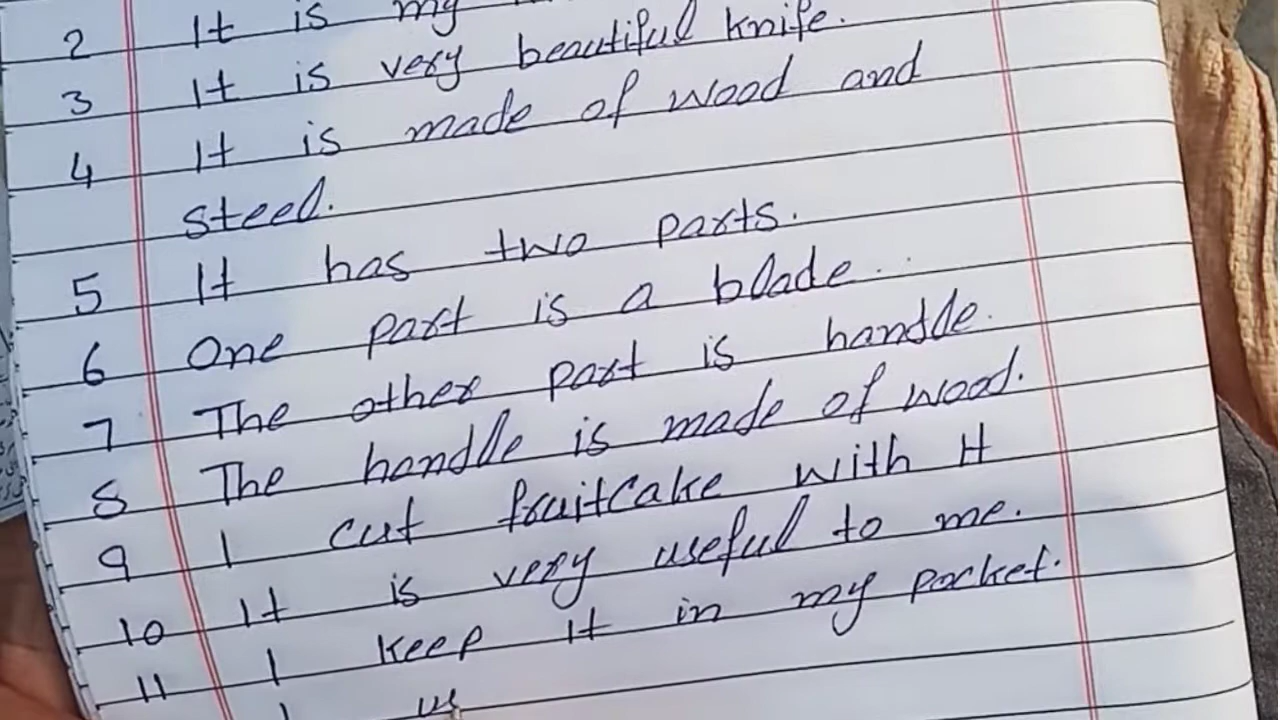 2 It is my
3 It is very beautiful knife.
4 It is made of wood and
steel.
5 It has two parts.
6 One part is a blade.
7 The other part is handle.
8 The handle is made of wood.
9 I cut fruitcake with it
10 It is very useful to me.
11 I keep it in my pocket.
I us